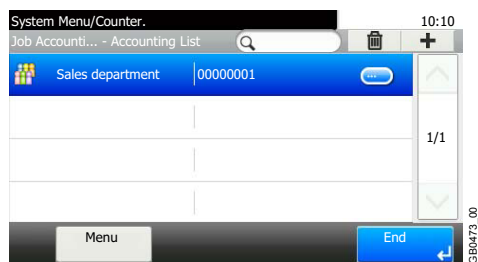 System Menu/Counter.
10:10
Job Accounti... - Accounting List
Sales department 00000001
1/1
Menu
End
GB0473_00